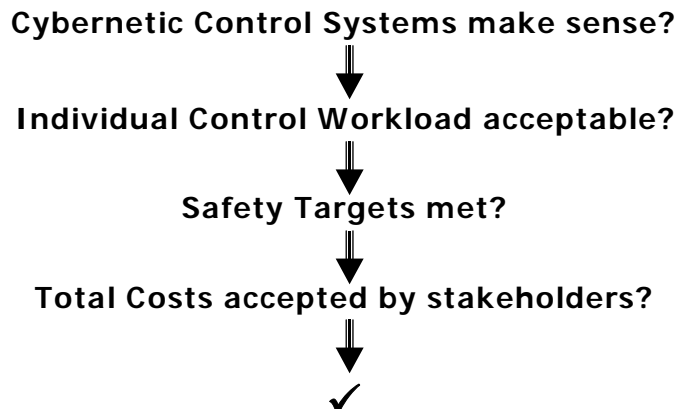 Cybernetic Control Systems make sense?
Individual Control Workload acceptable?
Safety Targets met?
Total Costs accepted by stakeholders?